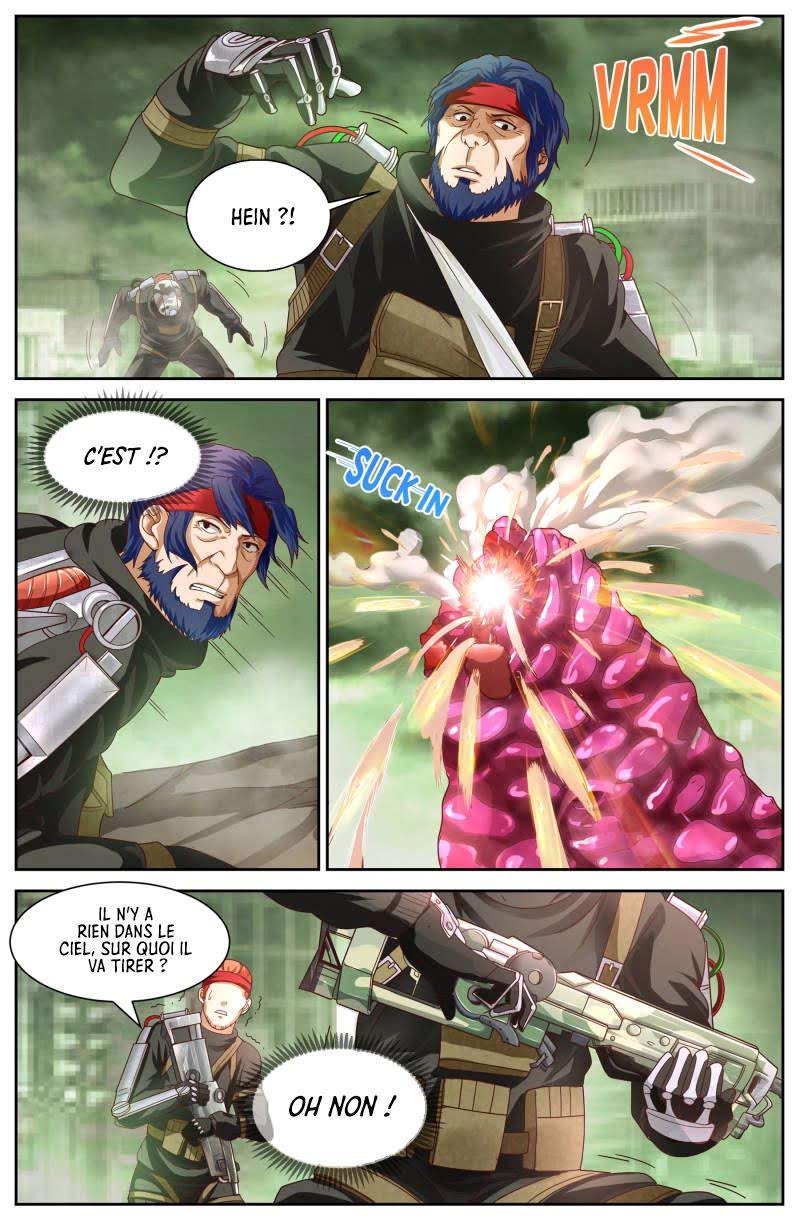 VRMM
HEIN ?!
C'EST !?
SUCK IN
IL N'Y A
RIEN DANS LE
CIEL, SUR QUOI IL
VA TIRER ?
OH NON !